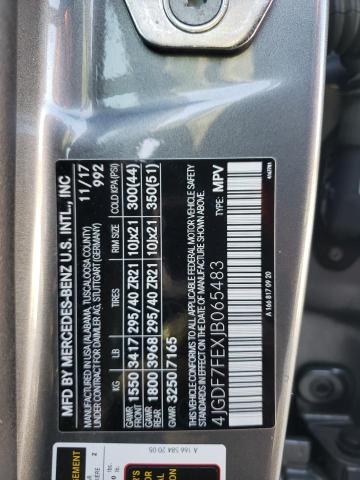 MFD BY MERCEDES-BENZ U.S. INTL., INC
MANUFACTURED IN USA (ALABAMA, TUSCALOOSA COUNTY)
UNDER CONTRACT FOR DAIMLER AG, STUTTGART (GERMANY)
11/17
992
KG LB TIRES RIM SIZE COLD KPA (PSI)
GAWR FRONT 1550 3417 295/40 ZR21 10Jx21 300(44)
GAWR REAR 1800 3968 295/40 ZR21 10Jx21 350(51)
GVWR 3250 7165
THIS VEHICLE CONFORMS TO
ALL APPLICABLE FEDERAL MOTOR VEHICLE SAFETY
STANDARDS IN EFFECT ON THE DATE OF MANUFACTURE SHOWN ABOVE
4JGDF7FEXJB065483
TYPE: MPV
A 166 817 09 20
A 166 584 20 05